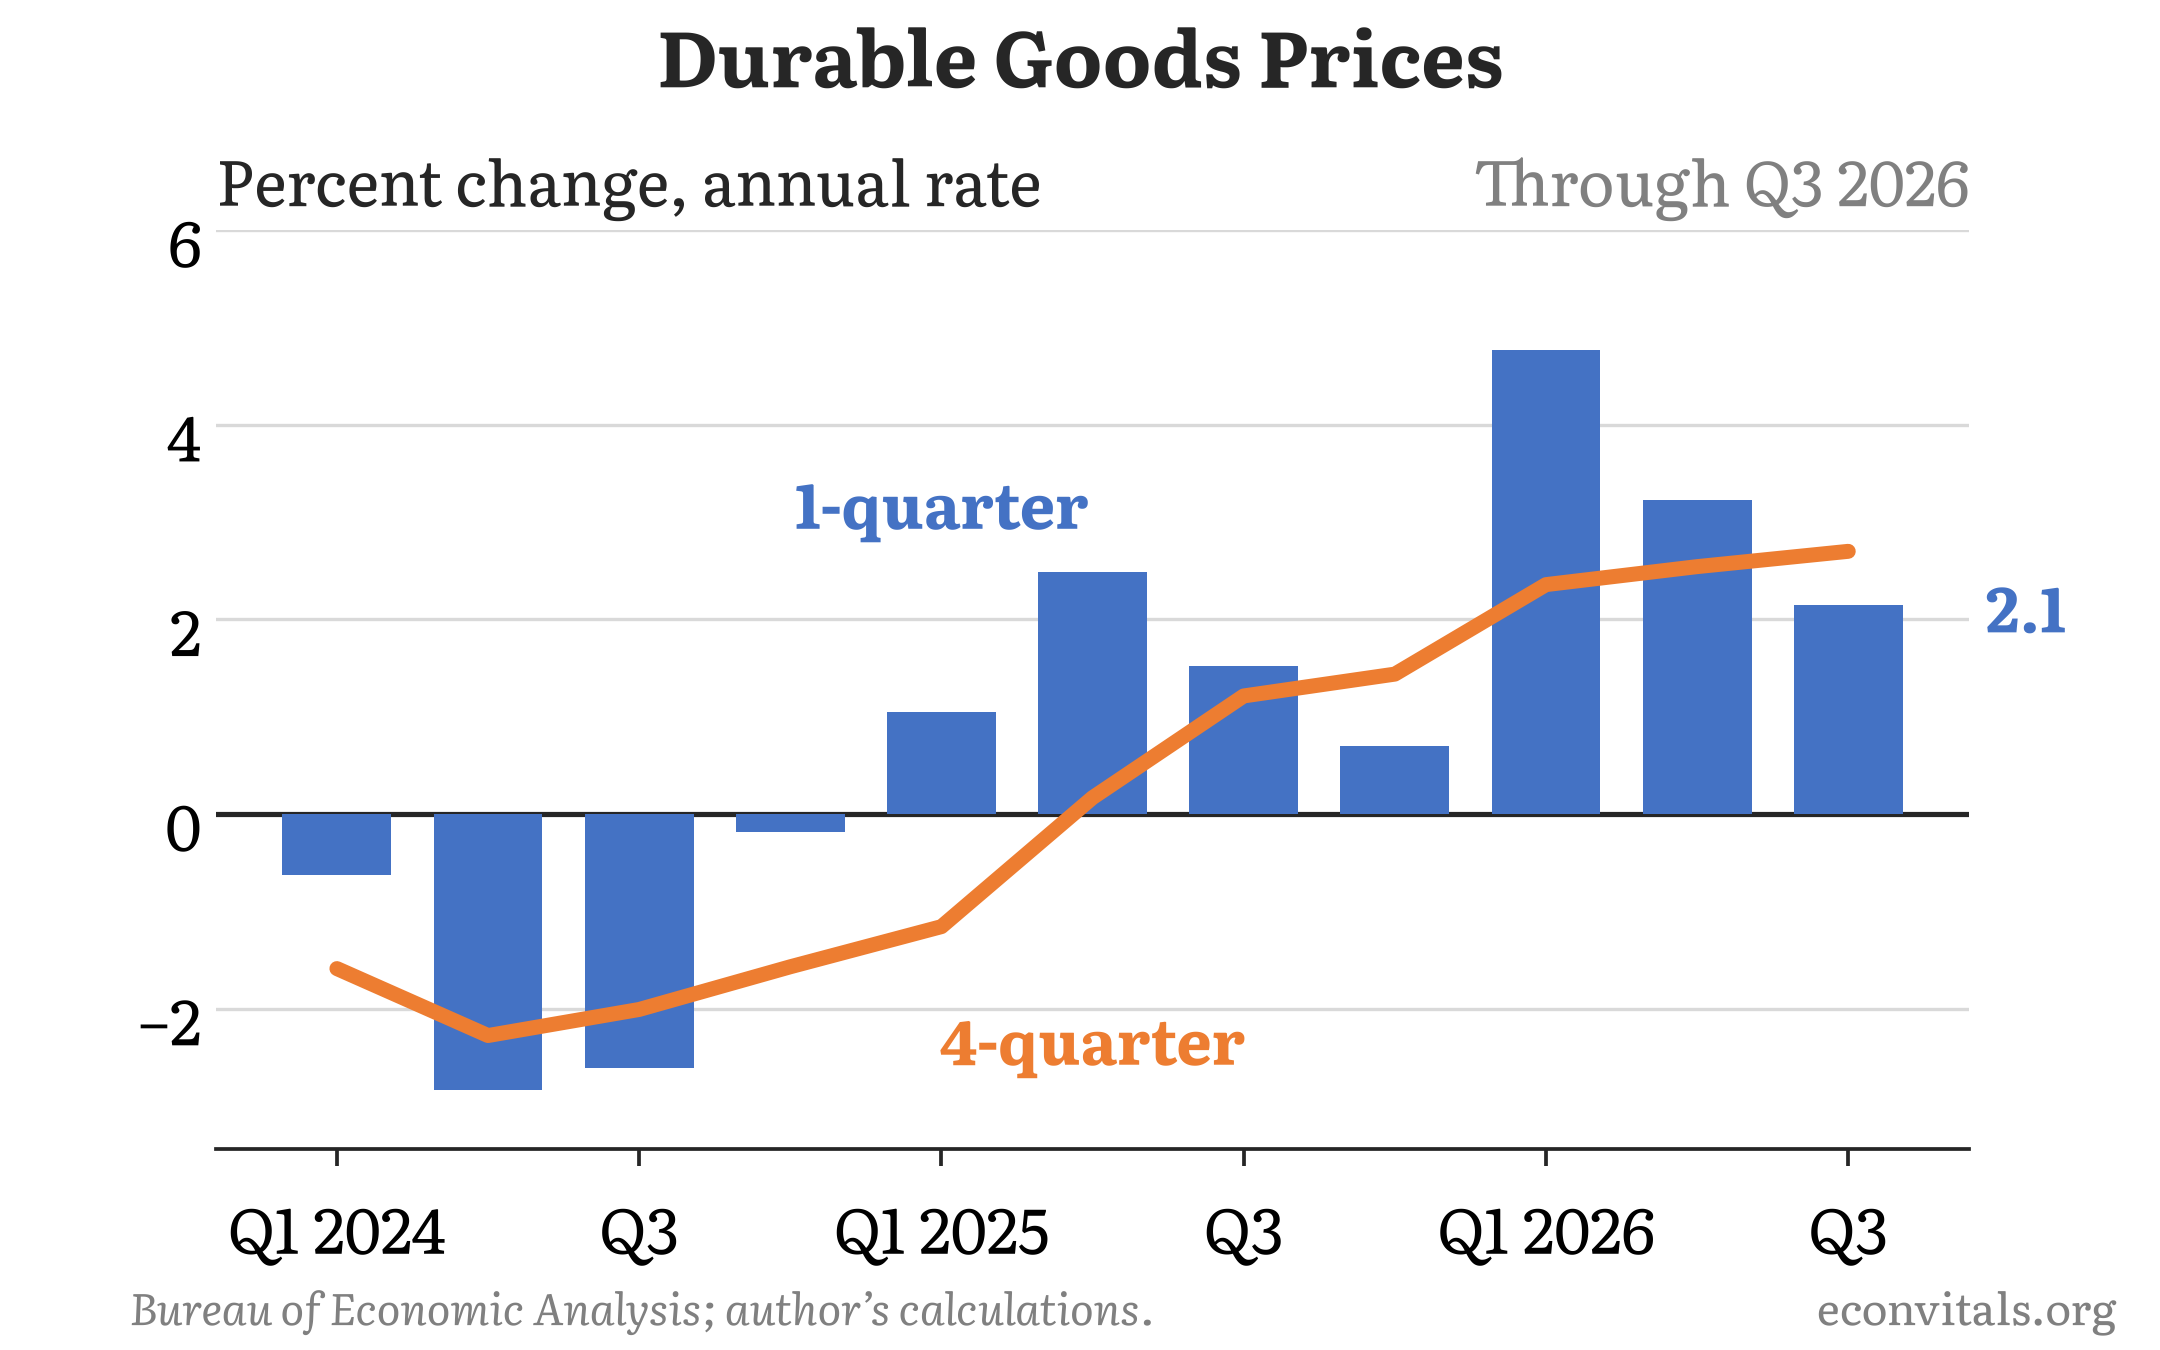 Durable Goods Prices
Percent change, annual rate
Through Q3 2026
6
4
1-quarter
2.1
2
0
−2
4-quarter
Q1 2024
Q3
Q1 2025
Q3
Q1 2026
Q3
Bureau of Economic Analysis; author’s calculations.
econvitals.org